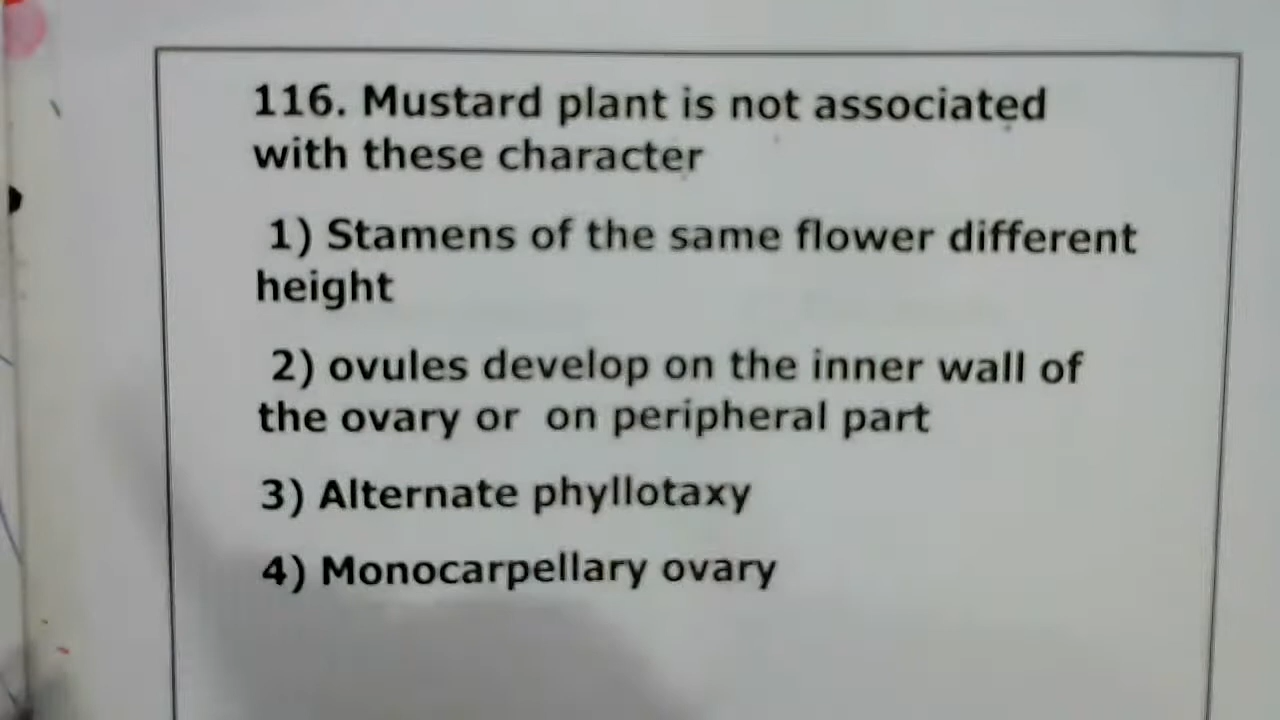 116. Mustard plant is not associated
with these character
1) Stamens of the same flower different
height
2) ovules develop on the inner wall of
the ovary or on peripheral part
3) Alternate phyllotaxy
4) Monocarpellary ovary